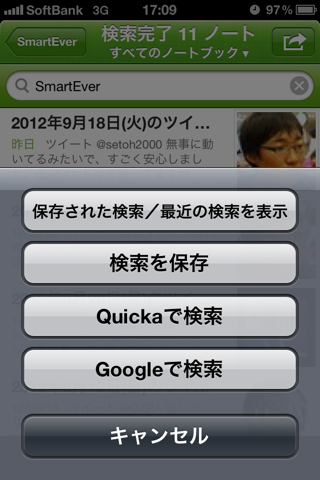 SoftBank 3G 17:09 97%
SmartEver
検索完了 11 ノート
すべてのノートブック ▾
SmartEver
2012年9月18日(火)のツイ…
昨日 ツイート @setoh2000 無事に動
いてるみたいで、すごく安心しまし
保存された検索／最近の検索を表示
検索を保存
Quickaで検索
Googleで検索
キャンセル